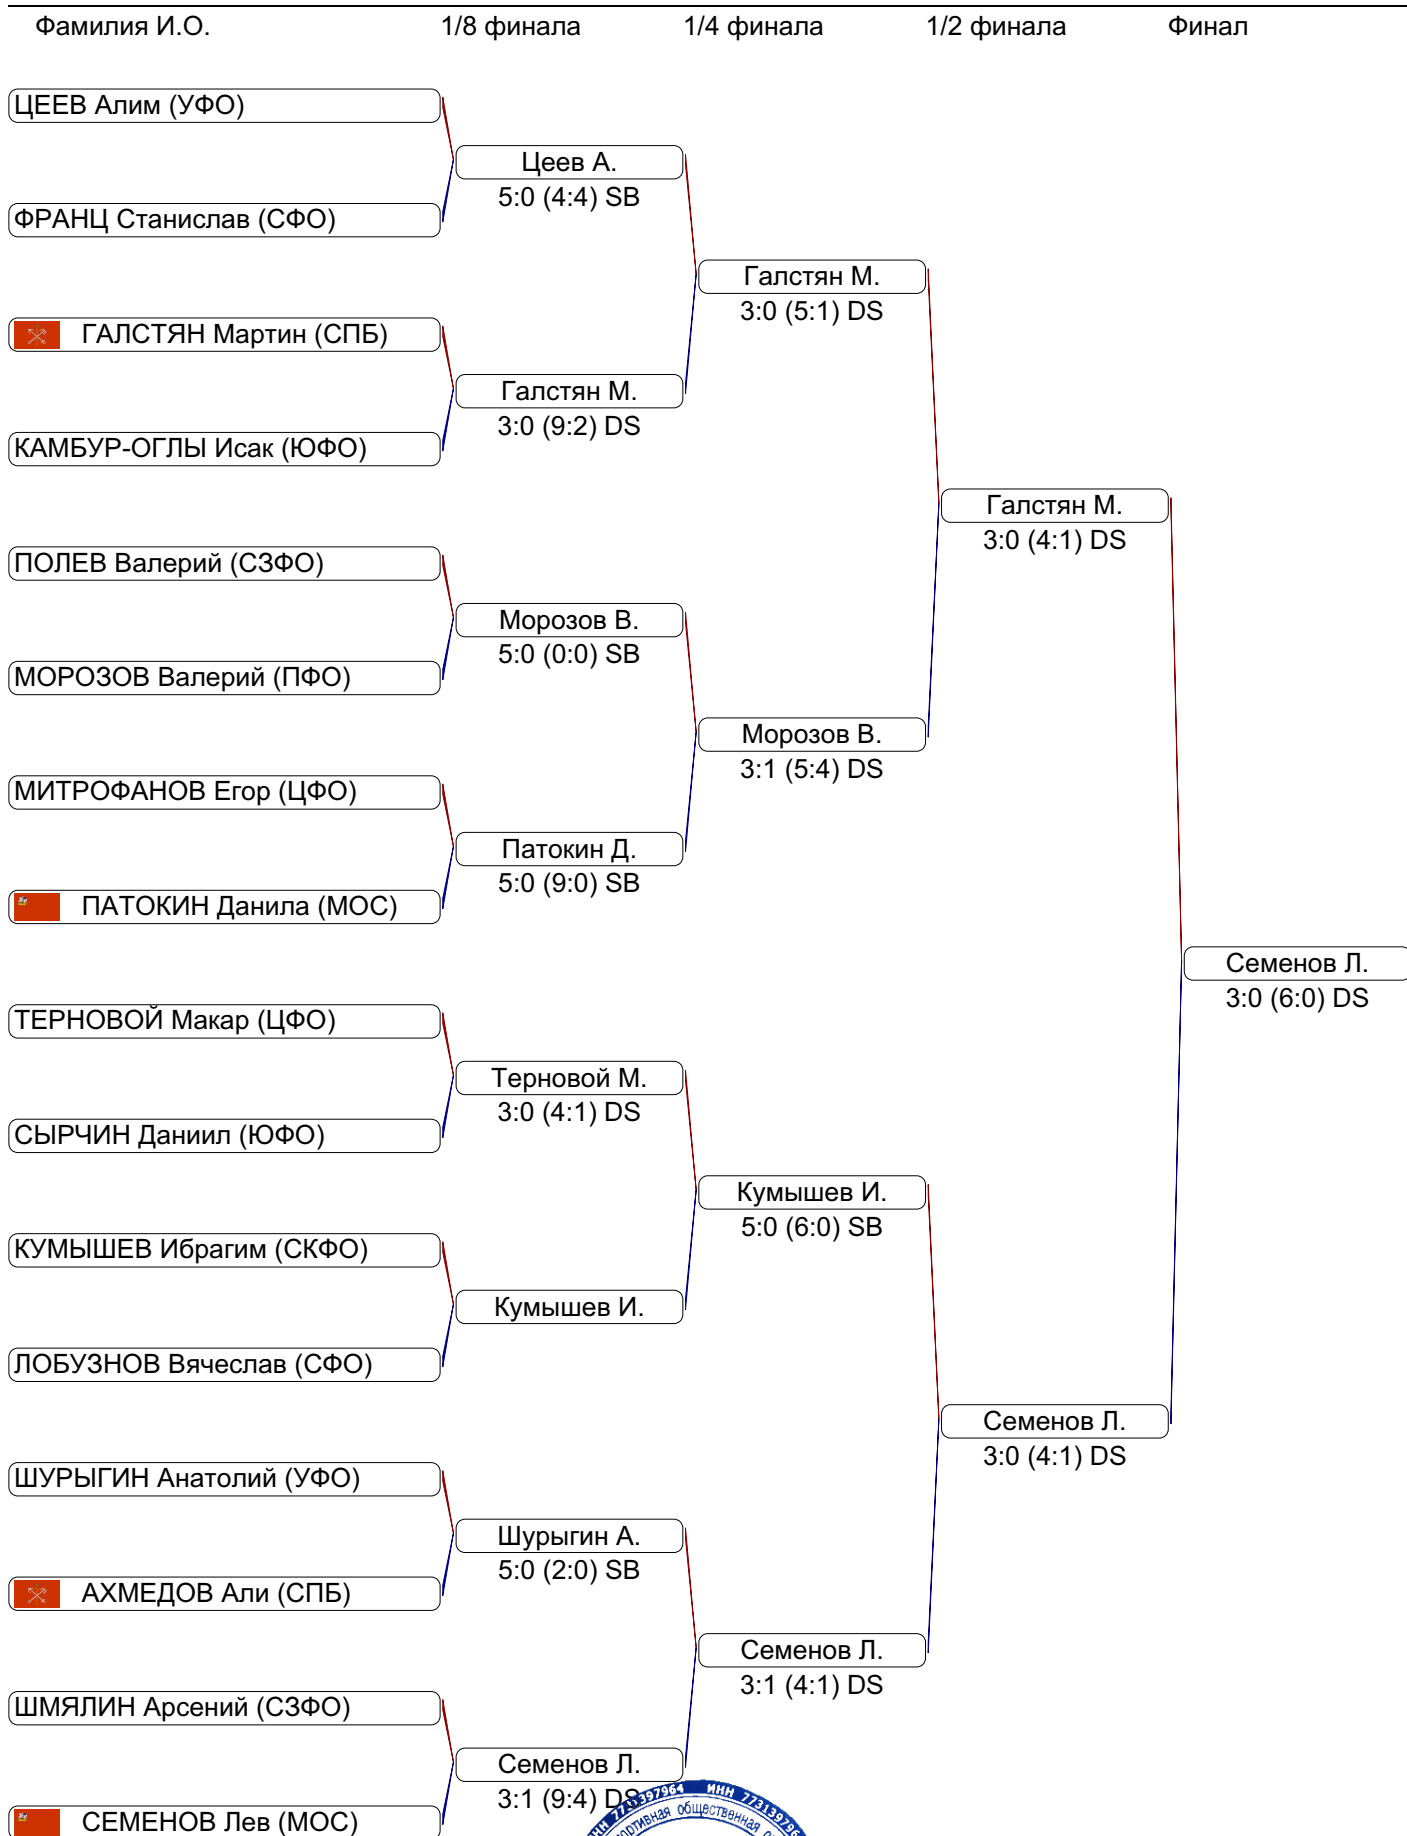 Фамилия И.О. 1/8 финала 1/4 финала 1/2 финала Финал
ЦЕЕВ Алим (УФО)
Цеев А.
5:0 (4:4) SB
ФРАНЦ Станислав (СФО)
Галстян М.
3:0 (5:1) DS
ГАЛСТЯН Мартин (СПБ)
Галстян М.
3:0 (9:2) DS
КАМБУР-ОГЛЫ Исак (ЮФО)
Галстян М.
3:0 (4:1) DS
ПОЛЕВ Валерий (СЗФО)
Морозов В.
5:0 (0:0) SB
МОРОЗОВ Валерий (ПФО)
Морозов В.
3:1 (5:4) DS
МИТРОФАНОВ Егор (ЦФО)
Патокин Д.
5:0 (9:0) SB
ПАТОКИН Данила (МОС)
Семенов Л.
3:0 (6:0) DS
ТЕРНОВОЙ Макар (ЦФО)
Терновой М.
3:0 (4:1) DS
СЫРЧИН Даниил (ЮФО)
Кумышев И.
5:0 (6:0) SB
КУМЫШЕВ Ибрагим (СКФО)
Кумышев И.
ЛОБУЗНОВ Вячеслав (СФО)
Семенов Л.
3:0 (4:1) DS
ШУРЫГИН Анатолий (УФО)
Шурыгин А.
5:0 (2:0) SB
АХМЕДОВ Али (СПБ)
Семенов Л.
3:1 (4:1) DS
ШМЯЛИН Арсений (СЗФО)
Семенов Л.
3:1 (9:4) DS
СЕМЕНОВ Лев (МОС)
ИНН
общественная